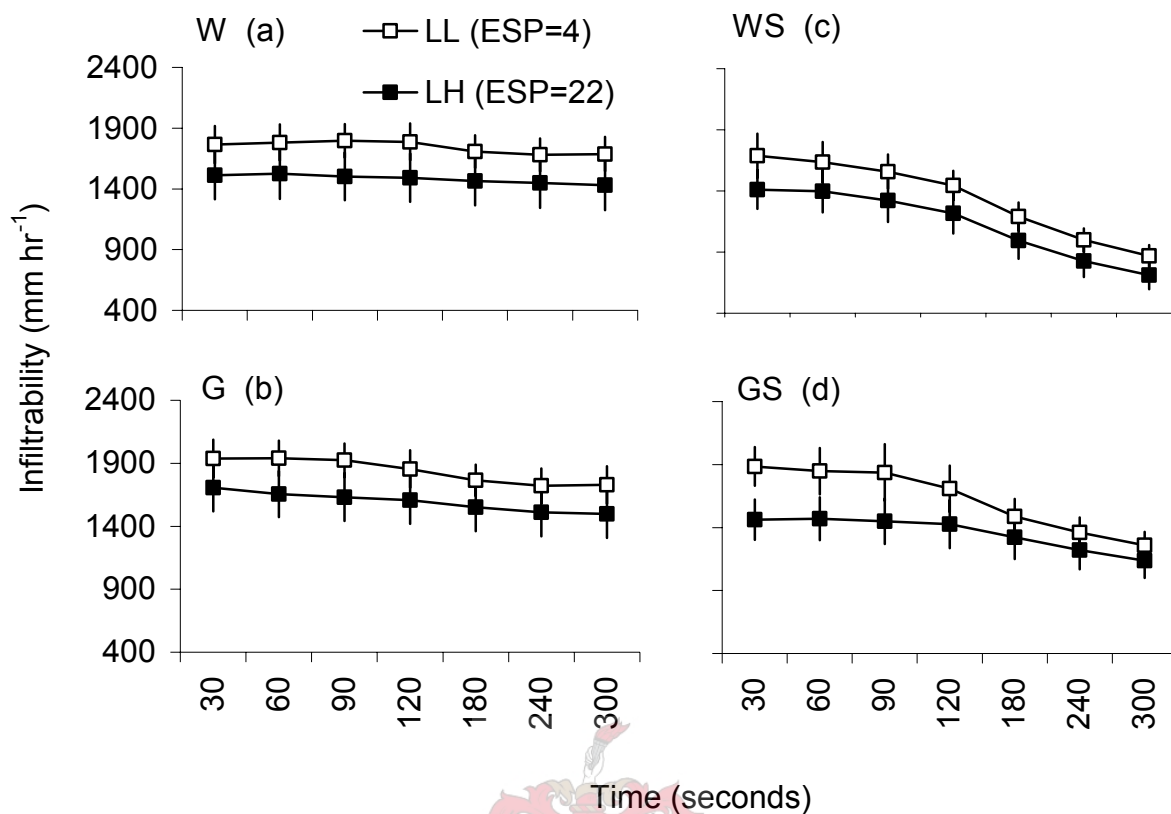 W (a)
LL (ESP=4)
LH (ESP=22)
2400
1900
1400
900
400
WS (c)
G (b)
2400
1900
1400
900
400
GS (d)
Infiltrability (mm hr-1)
30 60 90 120 180 240 300
30 60 90 120 180 240 300
Time (seconds)